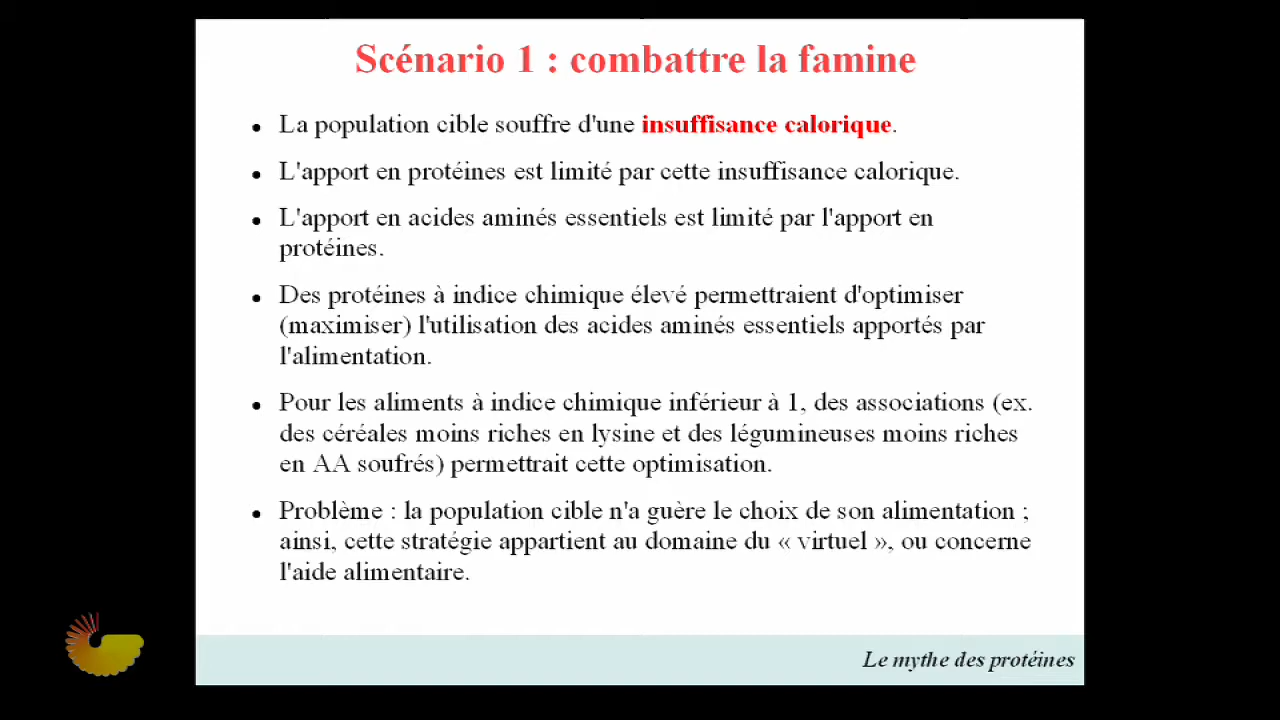 Scénario 1 : combattre la famine
• La population cible souffre d'une insuffisance calorique.
• L'apport en protéines est limité par cette insuffisance calorique.
• L'apport en acides aminés essentiels est limité par l'apport en
protéines.
• Des protéines à indice chimique élevé permettraient d'optimiser
(maximiser) l'utilisation des acides aminés essentiels apportés par
l'alimentation.
• Pour les aliments à indice chimique inférieur à 1, des associations (ex.
des céréales moins riches en lysine et des légumineuses moins riches
en AA soufrés) permettrait cette optimisation.
• Problème : la population cible n'a guère le choix de son alimentation ;
ainsi, cette stratégie appartient au domaine du « virtuel », ou concerne
l'aide alimentaire.
Le mythe des protéines